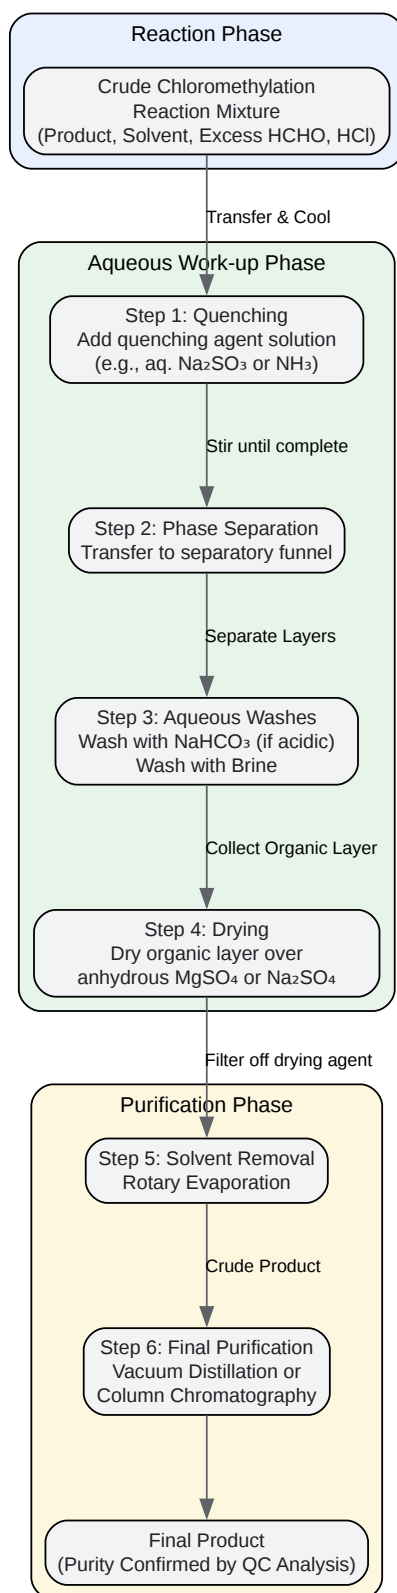 Reaction Phase
Crude Chloromethylation
Reaction Mixture
(Product, Solvent, Excess HCHO, HCl)
Transfer & Cool
Aqueous Work-up Phase
Step 1: Quenching
Add quenching agent solution
(e.g., aq. Na₂SO₃ or NH₃)
Stir until complete
Step 2: Phase Separation
Transfer to separatory funnel
Separate Layers
Step 3: Aqueous Washes
Wash with NaHCO₃ (if acidic)
Wash with Brine
Collect Organic Layer
Step 4: Drying
Dry organic layer over
anhydrous MgSO₄ or Na₂SO₄
Filter off drying agent
Purification Phase
Step 5: Solvent Removal
Rotary Evaporation
Crude Product
Step 6: Final Purification
Vacuum Distillation or
Column Chromatography
Final Product
(Purity Confirmed by QC Analysis)